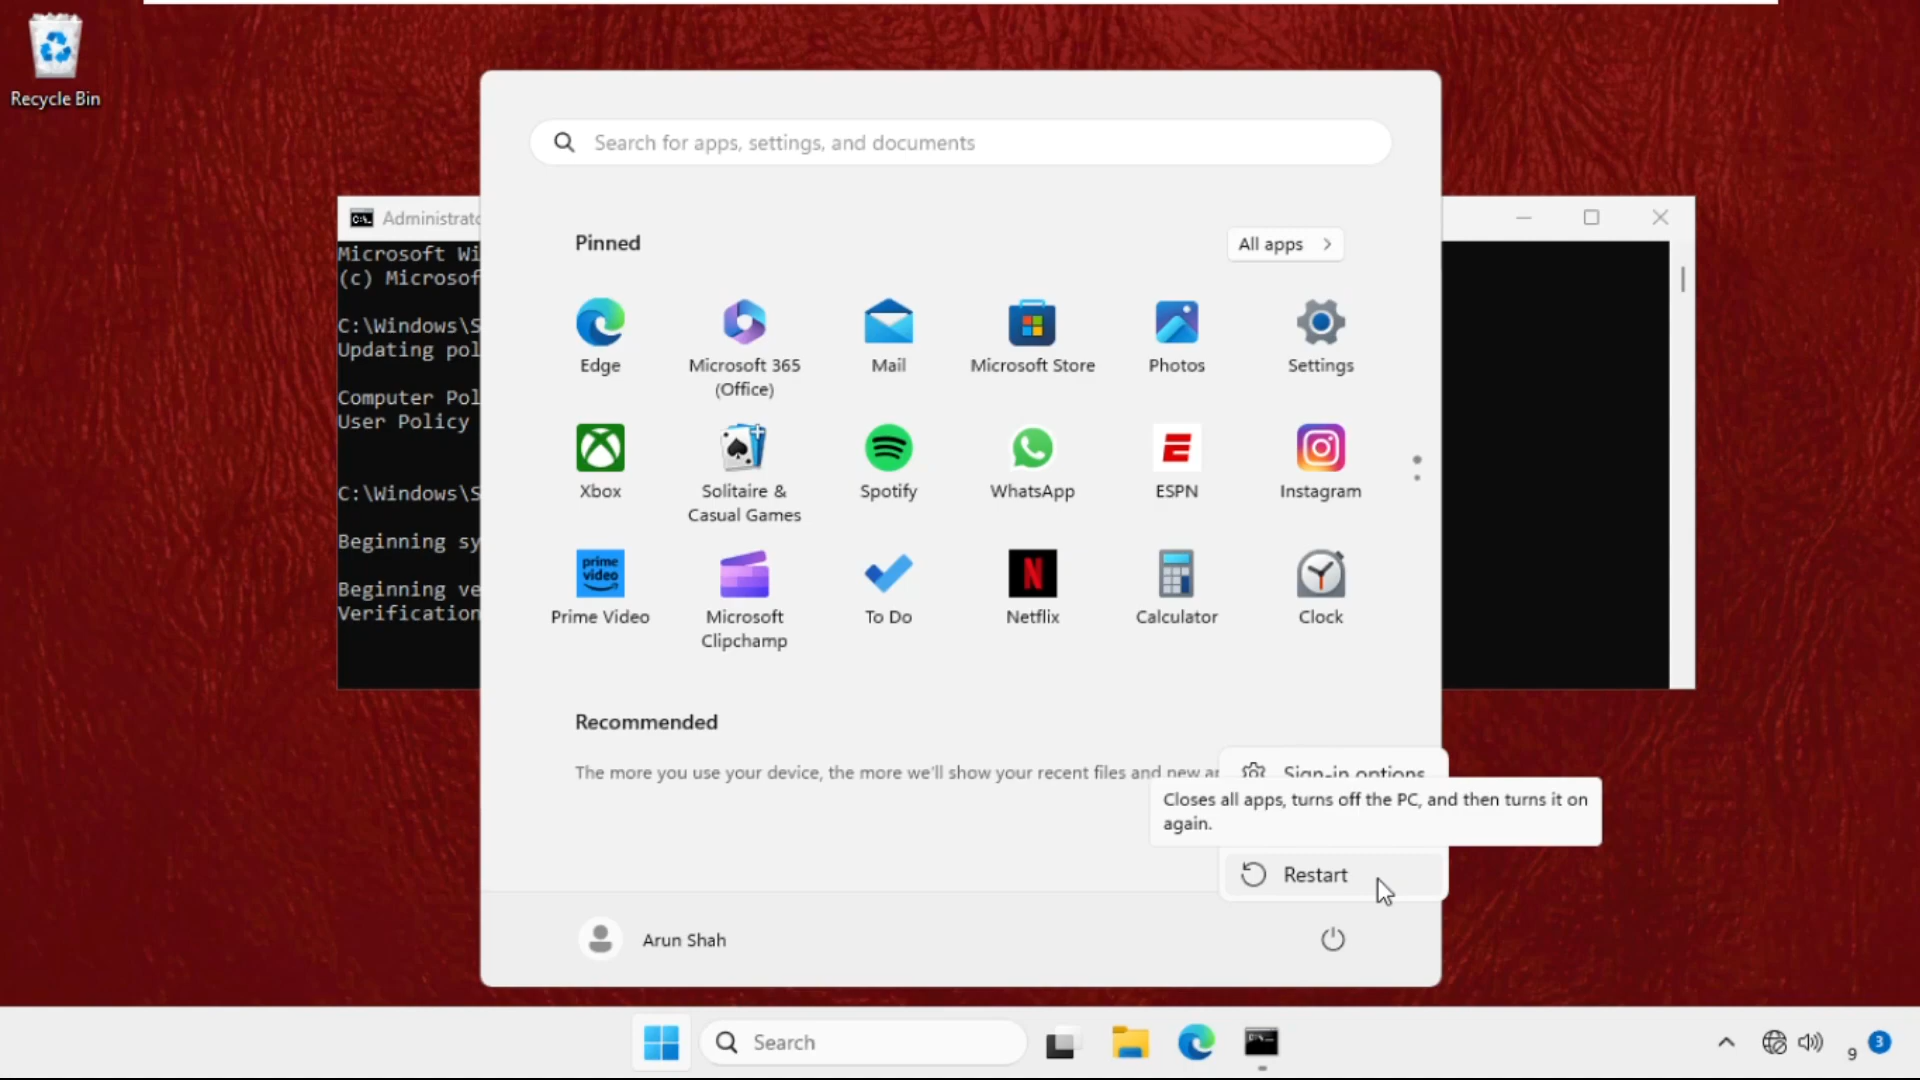 Recycle Bin
Search for apps, settings, and documents
Administrato
Microsoft Wi
(c) Microsof
C:\Windows\S
Updating pol
Computer Pol
User Policy
C:\Windows\S
Beginning sy
Beginning ve
Verification
Pinned
All apps
Edge
Microsoft 365
(Office)
Mail
Microsoft Store
Photos
Settings
Xbox
Solitaire &
Casual Games
Spotify
WhatsApp
ESPN
Instagram
prime
video
Prime Video
Microsoft
Clipchamp
To Do
Netflix
Calculator
Clock
Recommended
The more you use your device, the more we'll show your recent files and new ap
Sign-in options
Closes all apps, turns off the PC, and then turns it on
again.
Restart
Arun Shah
Search
9
3